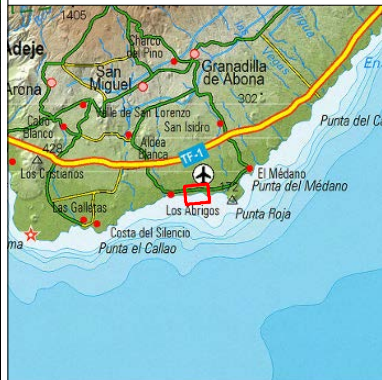 1405
Adeje
Charco
del Pino
Granadilla
de Abona
San
Miguel
Arona
302
Valle de San Lorenzo
Cabo
Blanco
San Isidro
Punta del Ca
Aldea
Blanca
428
TF-1
Los Cristianos
El Médano
172
Punta del Médano
Las Galletas
Los Abrigos
Punta Roja
Costa del Silencio
Punta el Callao